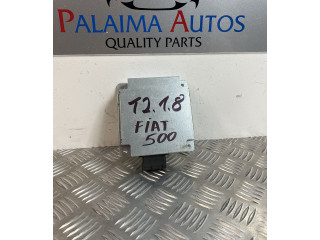 PALAIMA AUTOS
QUALITY PARTS
T2.1.8
FIAT
500